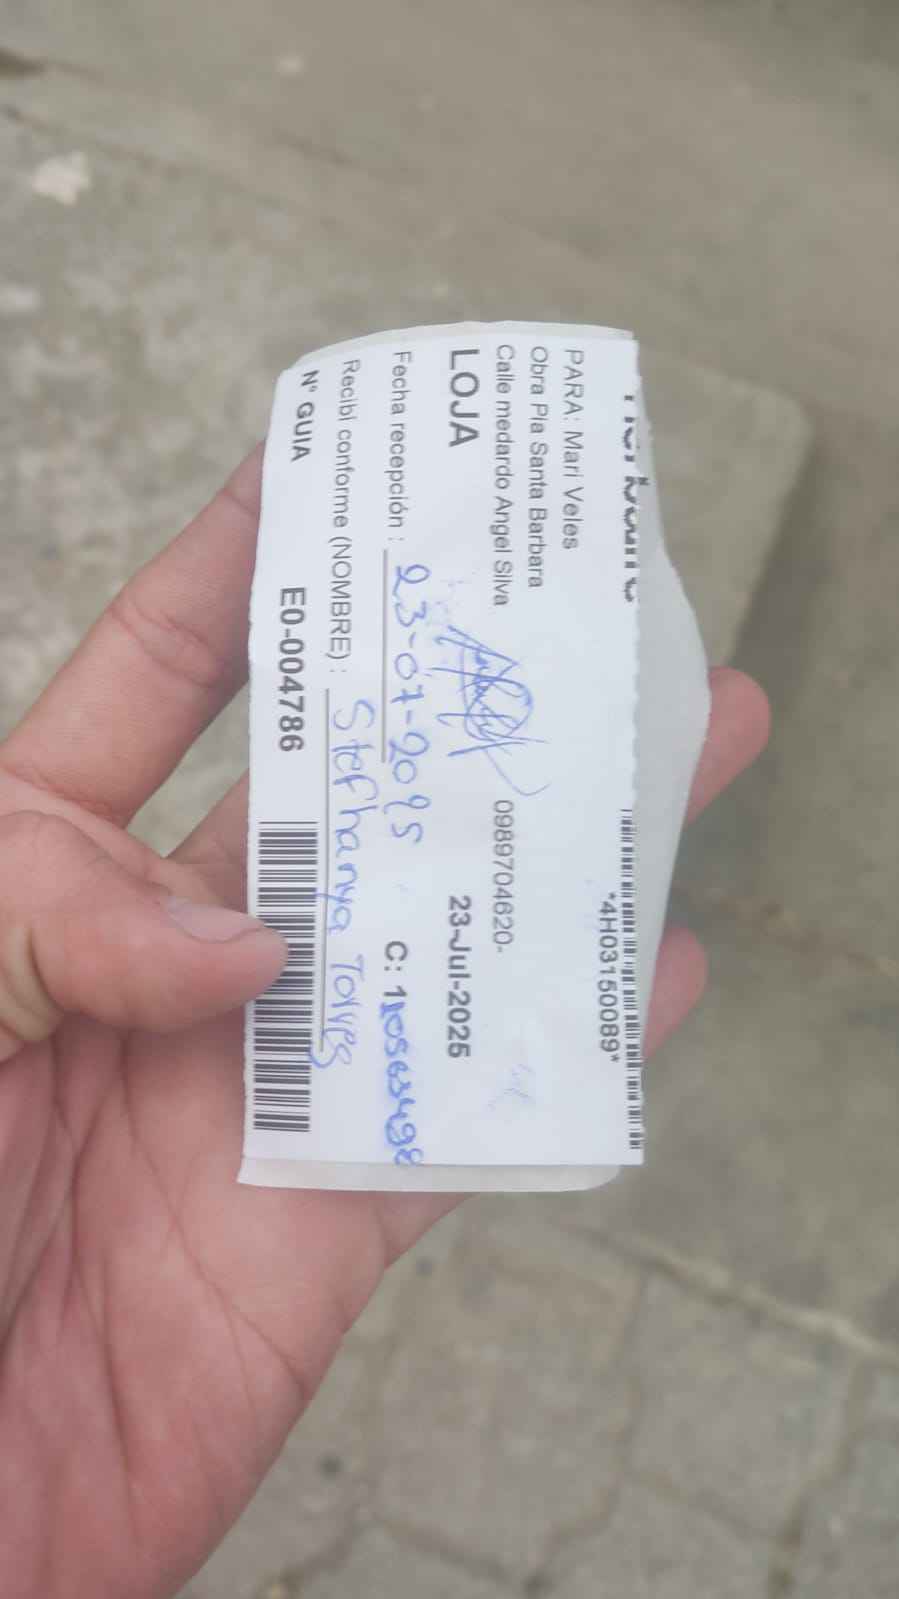 *4H03150089*
PARA: Mari Veles
Obra Pia Santa Barbara
Calle medardo Angel Silva 0989704620-
LOJA 23-Jul-2025
Fecha recepción : 23-07-2025 C: 110563498
Recibí conforme (NOMBRE) : Stefhanya Torres
N° GUIA E0-004786